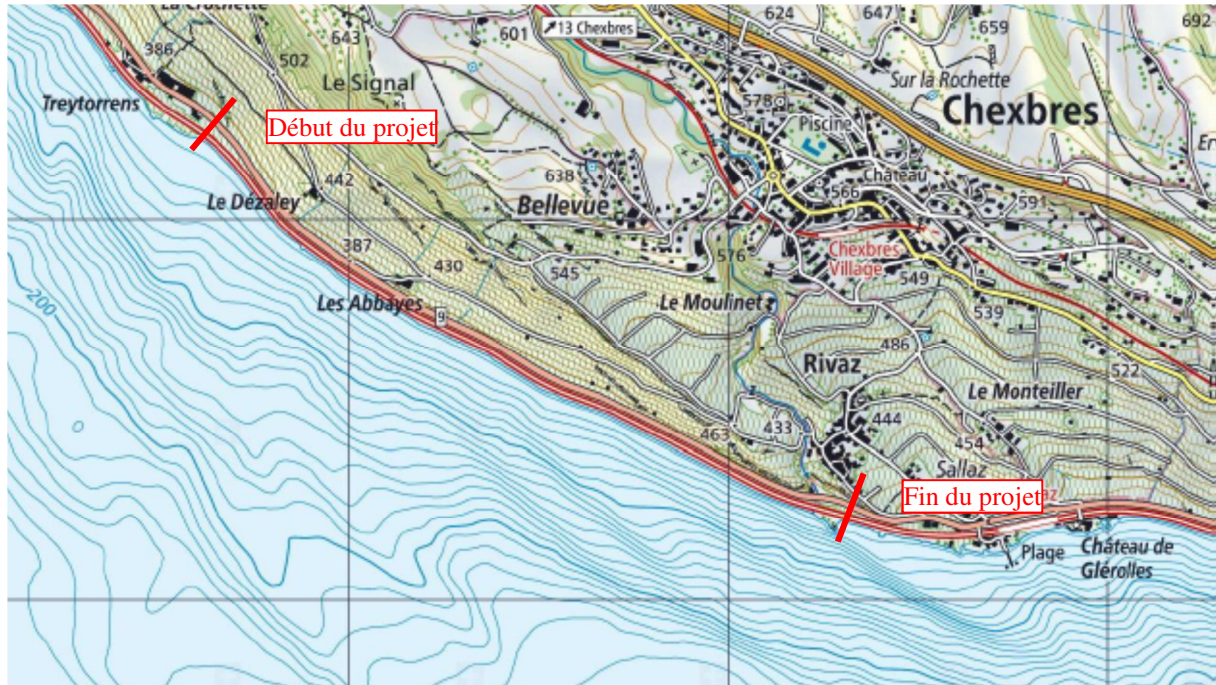 La Crochette
643
601
13 Chexbres
624
647
659
692
386
502
Le Signal
Sur la Rochette
Treytorrens
Début du projet
578
Piscine
Chexbres
Er
638
Château
442
566
Le Dézaley
Bellevue
591
387
430
545
576
Chexbres-
Village
549
Les Abbayes
9
Le Moulinet
539
-200
486
522
Rivaz
Le Monteiller
444
463
433
454
Sallaz
Fin du projet
az
Plage
Château de
Glérolles